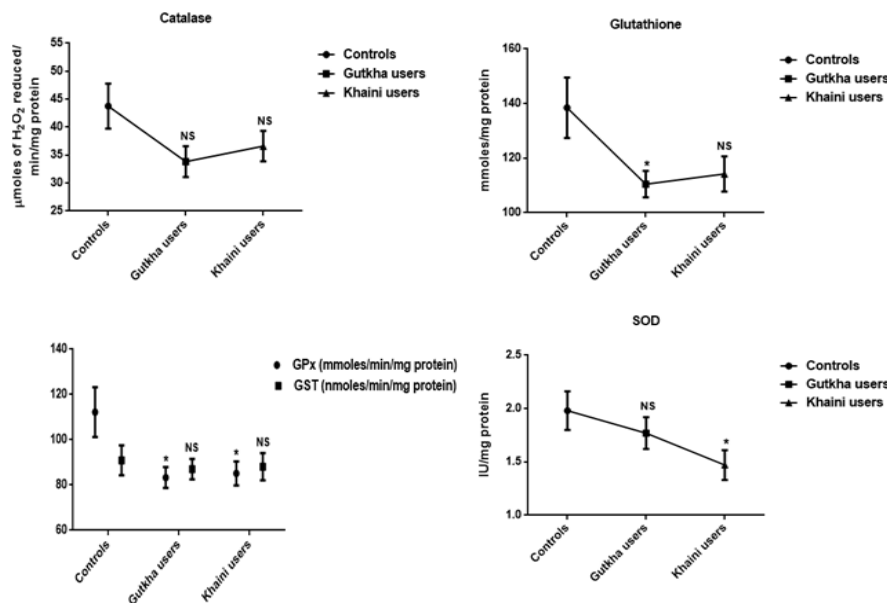 Catalase
μmoles of H₂O₂ reduced/
min/mg protein
55
50
45
40
35
30
25
NS
NS
Controls
Gutkha users
Khaini users
Controls
Gutkha users
Khaini users
Glutathione
mmoles/mg protein
160
140
120
100
*
NS
Controls
Gutkha users
Khaini users
Controls
Gutkha users
Khaini users
140
120
100
80
60
*
NS
*
NS
GPx (mmoles/min/mg protein)
GST (nmoles/min/mg protein)
Controls
Gutkha users
Khaini users
SOD
IU/mg protein
2.5
2.0
1.5
1.0
NS
*
Controls
Gutkha users
Khaini users
Controls
Gutkha users
Khaini users